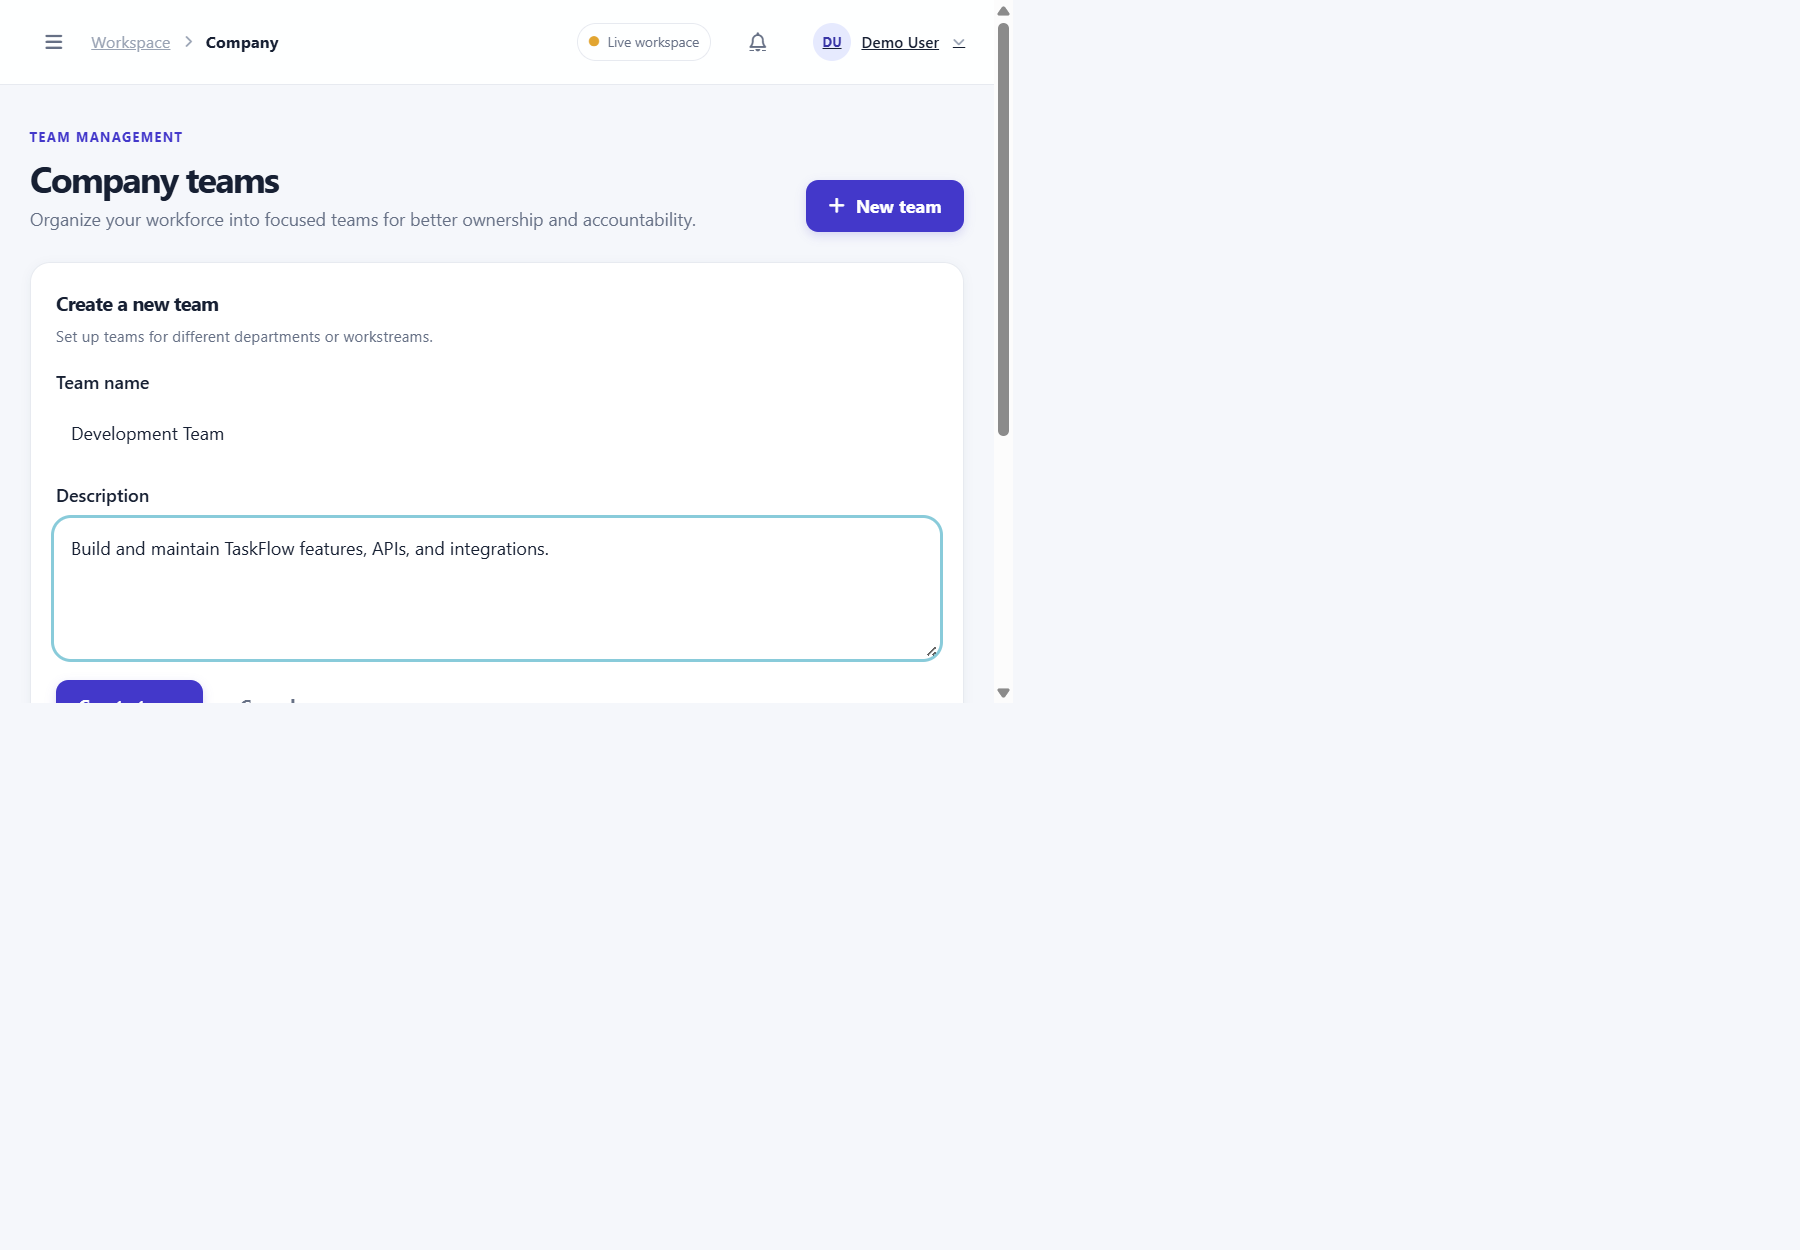 Workspace > Company
Live workspace
DU Demo User
TEAM MANAGEMENT
Company teams
Organize your workforce into focused teams for better ownership and accountability.
+ New team
Create a new team
Set up teams for different departments or workstreams.
Team name
Development Team
Description
Build and maintain TaskFlow features, APIs, and integrations.